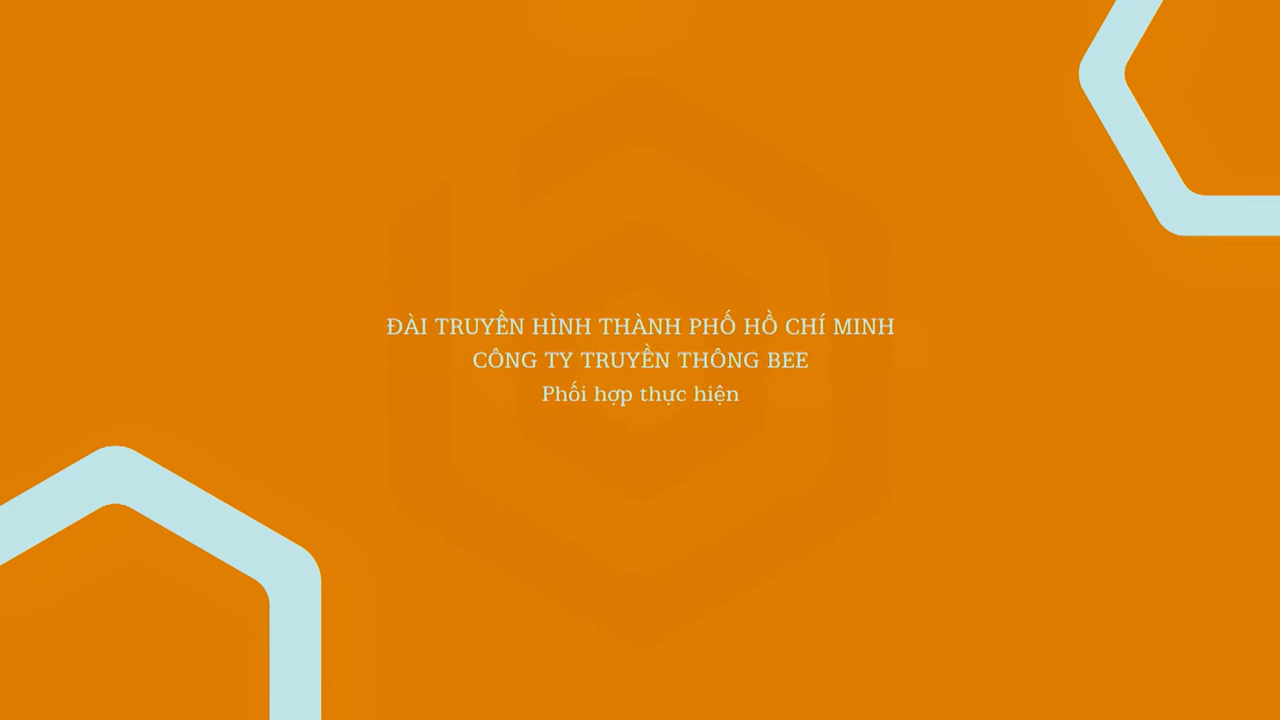 ĐÀI TRUYỀN HÌNH THÀNH PHỐ HỒ CHÍ MINH
CÔNG TY TRUYỀN THÔNG BEE
Phối hợp thực hiện